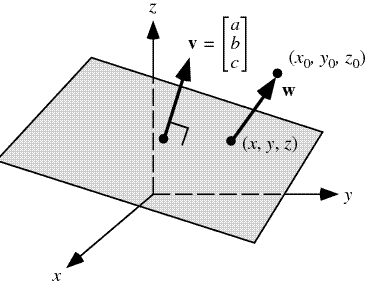 z
v = [a b c]
(x₀, y₀, z₀)
w
(x, y, z)
y
x